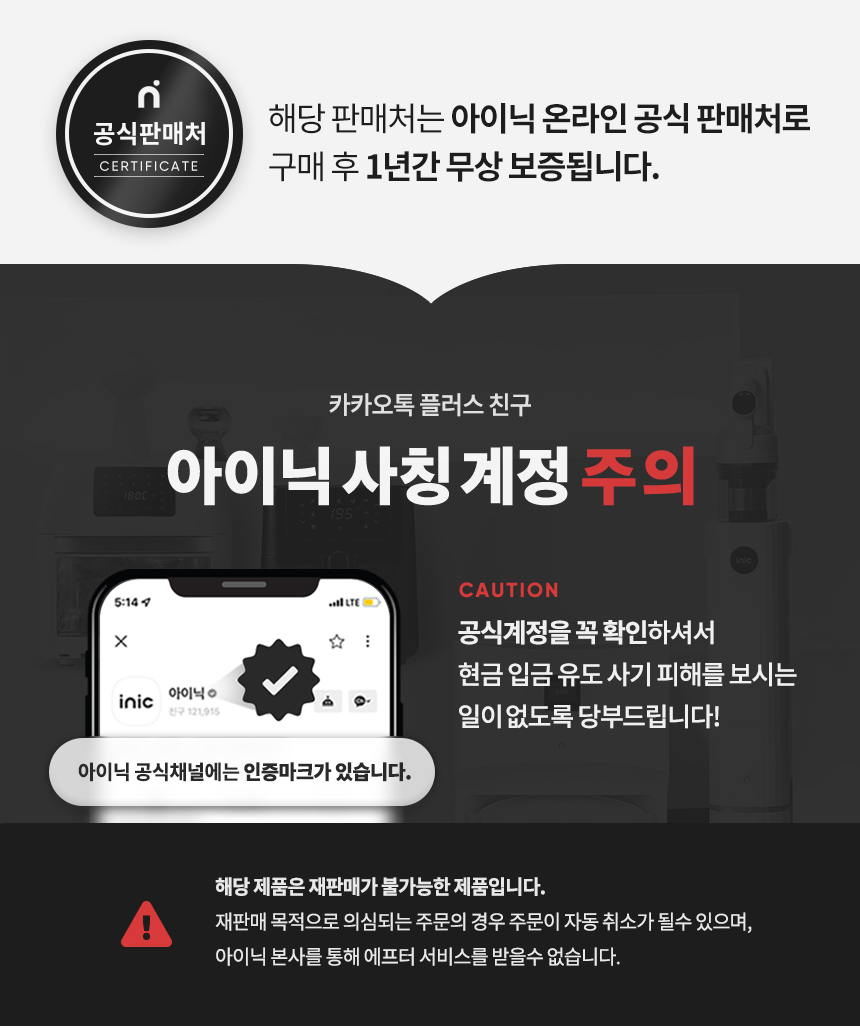 공식판매처
CERTIFICATE
해당 판매처는 아이닉 온라인 공식 판매처로
구매 후 1년간 무상 보증됩니다.
카카오톡 플러스 친구
아이닉 사칭 계정 주의
180C
195
inic
5:14
LTE
inic
아이닉
친구 121,915
아이닉 공식채널에는 인증마크가 있습니다.
CAUTION
공식계정을 꼭 확인하셔서
현금 입금 유도 사기 피해를 보시는
일이 없도록 당부드립니다!
해당 제품은 재판매가 불가능한 제품입니다.
재판매 목적으로 의심되는 주문의 경우 주문이 자동 취소가 될수 있으며,
아이닉 본사를 통해 에프터 서비스를 받을수 없습니다.